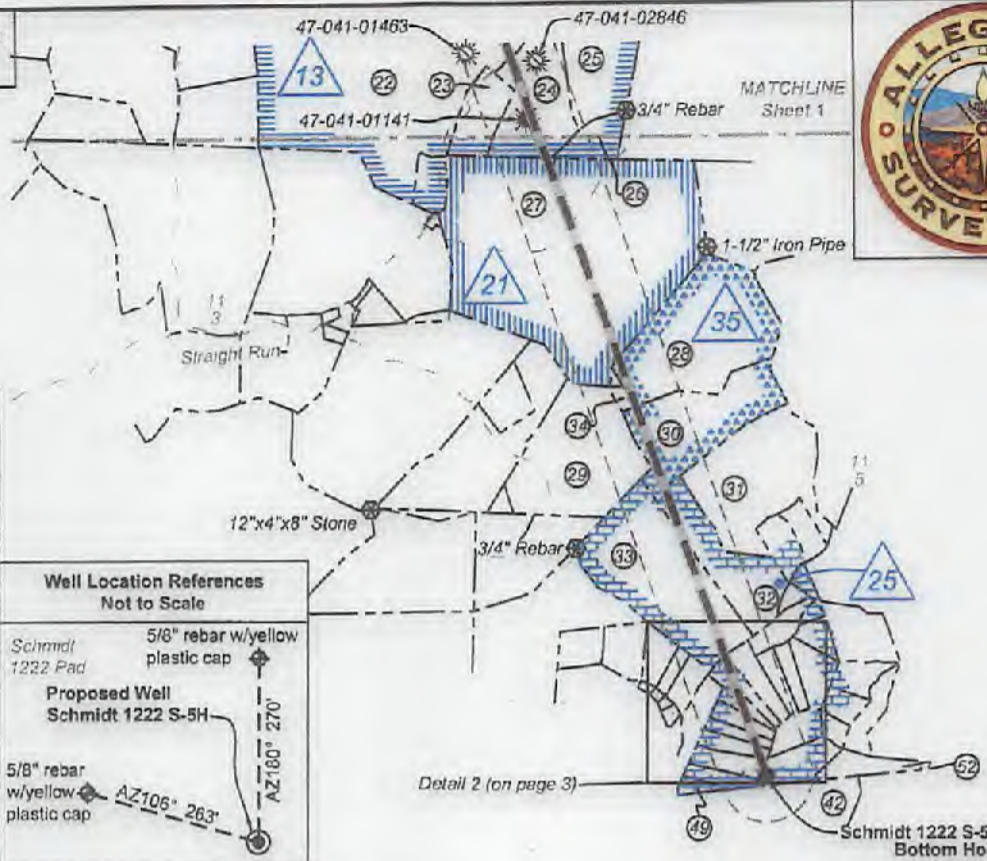 47-041-01463
47-041-02846
13
22
23
24
25
47-041-01141
3/4" Rebar
MATCHLINE
Sheet 1
ALLEG
SURVE
27
26
1-1/2" Iron Pipe
21
35
11
3
Straight Run
28
34
30
29
31
11
5
12"x4"x8" Stone
3/4" Rebar
33
25
32
Well Location References
Not to Scale
Schmidt
1222 Pad
5/8" rebar w/yellow
plastic cap
Proposed Well
Schmidt 1222 S-5H
AZ180° 270'
5/8" rebar
w/yellow
plastic cap
AZ106° 263'
Detail 2 (on page 3)
52
49
42
Schmidt 1222 S-5
Bottom Ho